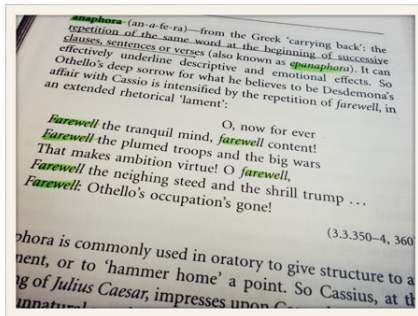 anaphora (an-a-fe-ra)—from the Greek 'carrying back': the
repetition of the same word at the beginning of successive
clauses, sentences or verses (also known as epanaphora). It can
effectively underline descriptive and emotional effects. So
Othello's deep sorrow for what he believes to be Desdemona's
affair with Cassio is intensified by the repetition of farewell, in
an extended rhetorical 'lament':
O, now for ever
Farewell the tranquil mind, farewell content!
Farewell the plumed troops and the big wars
That makes ambition virtue! O farewell,
Farewell the neighing steed and the shrill trump ...
Farewell: Othello's occupation's gone!
(3.3.350–4, 360
phora is commonly used in oratory to give structure to a
ment, or to 'hammer home' a point. So Cassius, at th
ng of Julius Caesar, impresses upon